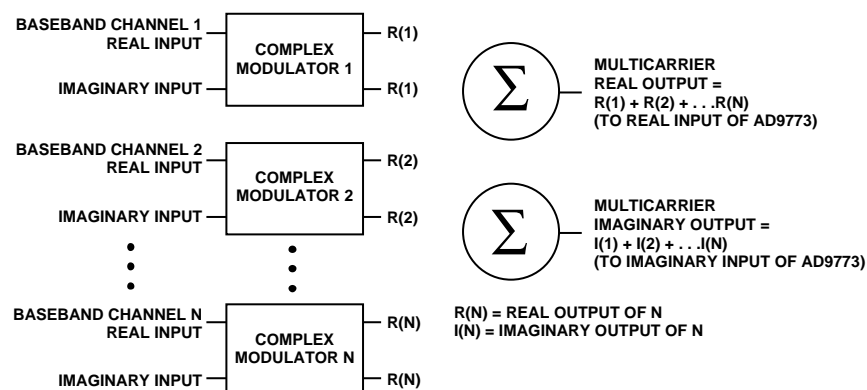 BASEBAND CHANNEL 1
REAL INPUT
IMAGINARY INPUT
COMPLEX
MODULATOR 1
R(1)
R(1)
BASEBAND CHANNEL 2
REAL INPUT
IMAGINARY INPUT
COMPLEX
MODULATOR 2
R(2)
R(2)
BASEBAND CHANNEL N
REAL INPUT
IMAGINARY INPUT
COMPLEX
MODULATOR N
R(N)
R(N)
Σ
MULTICARRIER
REAL OUTPUT =
R(1) + R(2) + . . .R(N)
(TO REAL INPUT OF AD9773)
Σ
MULTICARRIER
IMAGINARY OUTPUT =
I(1) + I(2) + . . .I(N)
(TO IMAGINARY INPUT OF AD9773)
R(N) = REAL OUTPUT OF N
I(N) = IMAGINARY OUTPUT OF N